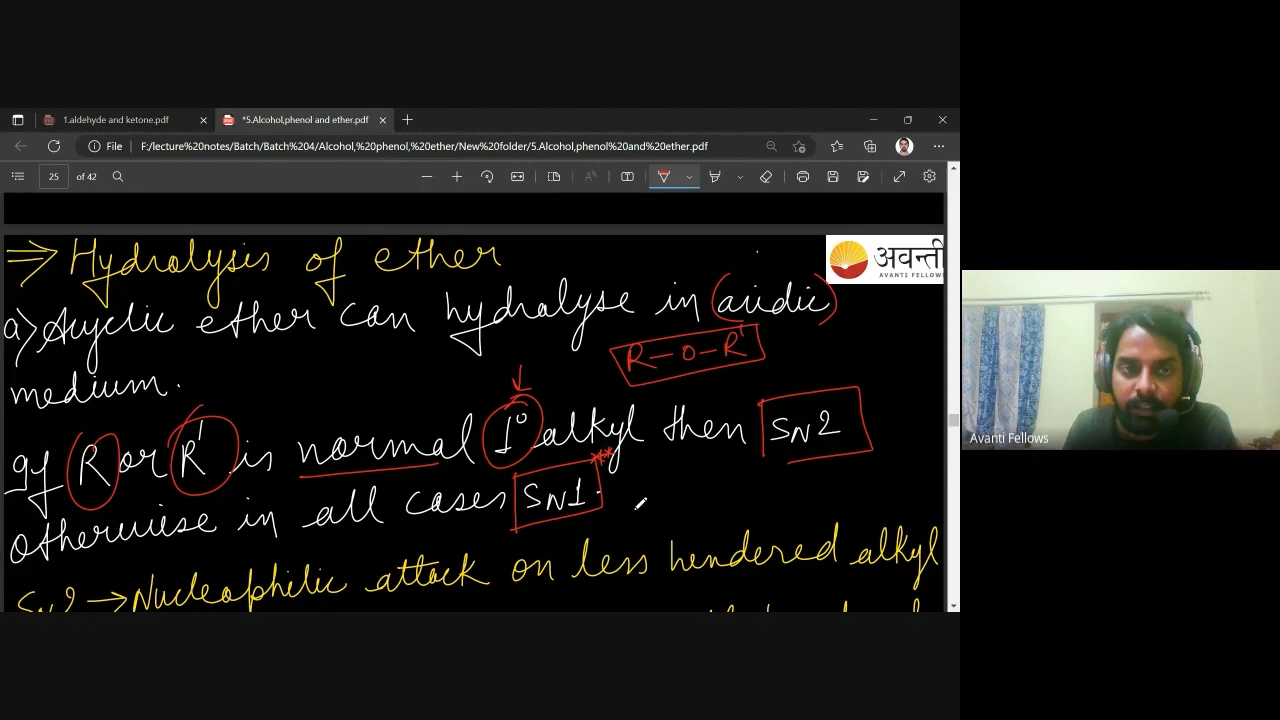 1.aldehyde and ketone.pdf
*5.Alcohol,phenol and ether.pdf
File
F:/lecture%20notes/Batch/Batch%204/Alcohol,%20phenol,%20ether/New%20folder/5.Alcohol,phenol%20and%20ether.pdf
25 of 42
⇒ Hydrolysis of ether
अवन्ती
AVANTI FELLOWS
a) Acyclic ether can hydrolyse in (acidic)
R-O-R'
medium.
If R or R' is normal 1° alkyl then SN2
otherwise in all cases SN1. **
SN2 → Nucleophilic attack on less hendered alkyl
Avanti Fellows